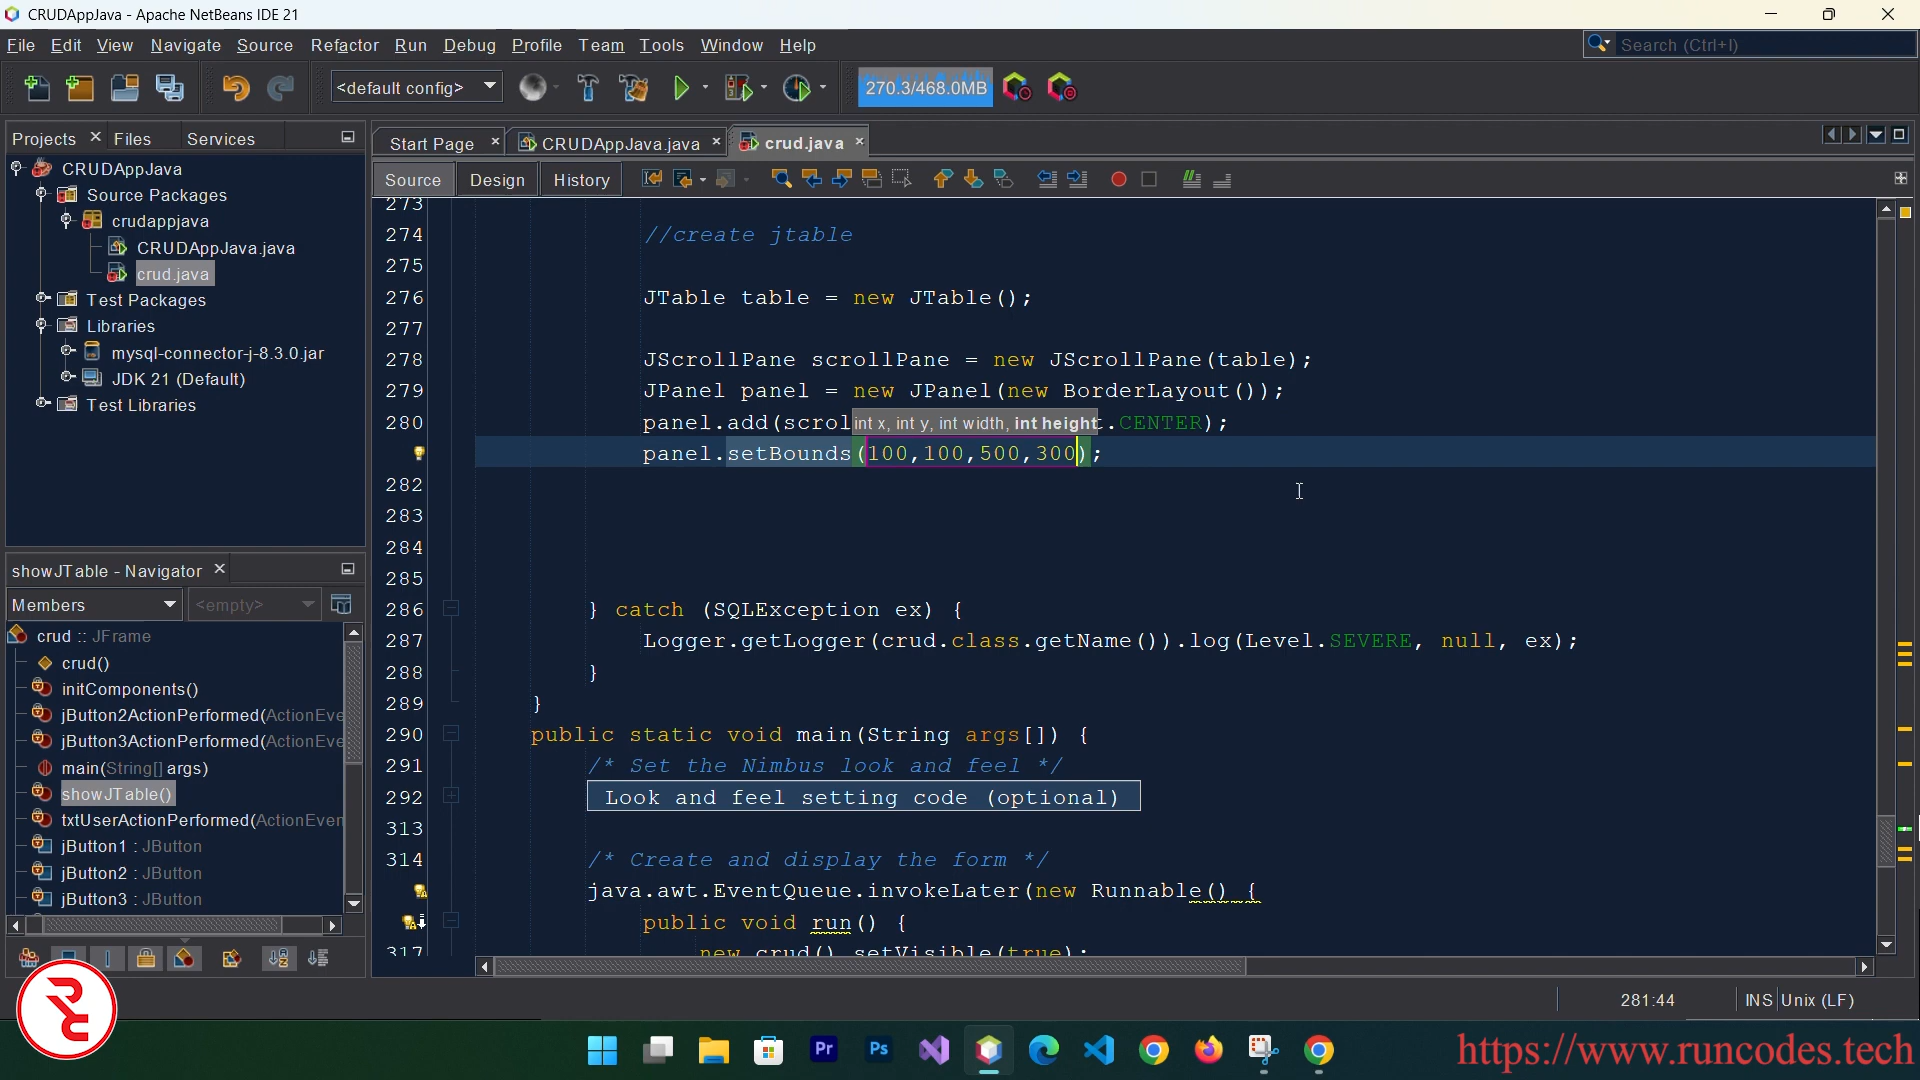 CRUDAppJava - Apache NetBeans IDE 21
File Edit View Navigate Source Refactor Run Debug Profile Team Tools Window Help
Search (Ctrl+I)
<default config>
270.3/468.0MB
Projects Files Services
Start Page CRUDAppJava.java crud.java
Source Design History
CRUDAppJava
Source Packages
crudappjava
CRUDAppJava.java
crud.java
Test Packages
Libraries
mysql-connector-j-8.3.0.jar
JDK 21 (Default)
Test Libraries
showJTable - Navigator
Members <empty>
crud :: JFrame
crud()
initComponents()
jButton2ActionPerformed(ActionEve
jButton3ActionPerformed(ActionEve
main(String[] args)
showJTable()
txtUserActionPerformed(ActionEven
jButton1 : JButton
jButton2 : JButton
jButton3 : JButton
273
274 //create jtable
275
276 JTable table = new JTable();
277
278 JScrollPane scrollPane = new JScrollPane(table);
279 JPanel panel = new JPanel(new BorderLayout());
280 panel.add(scrol int x, int y, int width, int height t.CENTER);
panel.setBounds(100,100,500,300);
282
283
284
285
286 } catch (SQLException ex) {
287 Logger.getLogger(crud.class.getName()).log(Level.SEVERE, null, ex);
288 }
289 }
290 public static void main(String args[]) {
291 /* Set the Nimbus look and feel */
292 Look and feel setting code (optional)
313
314 /* Create and display the form */
java.awt.EventQueue.invokeLater(new Runnable() {
public void run() {
317 new crud().setVisible(true);
281:44 INS Unix (LF)
RC
Pr Ps
https://www.runcodes.tech